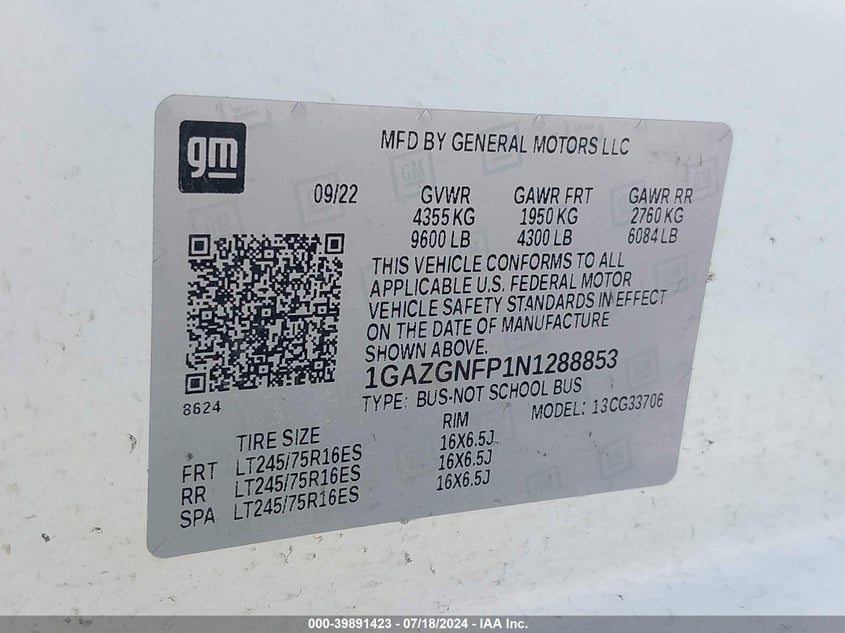 gm
MFD BY GENERAL MOTORS LLC
09/22 GVWR GAWR FRT GAWR RR
4355 KG 1950 KG 2760 KG
9600 LB 4300 LB 6084 LB
THIS VEHICLE CONFORMS TO ALL
APPLICABLE U.S. FEDERAL MOTOR
VEHICLE SAFETY STANDARDS IN EFFECT
ON THE DATE OF MANUFACTURE
SHOWN ABOVE.
1GAZGNFP1N1288853
8624
TYPE: BUS-NOT SCHOOL BUS
MODEL: 13CG33706
TIRE SIZE RIM
FRT LT245/75R16ES 16X6.5J
RR LT245/75R16ES 16X6.5J
SPA LT245/75R16ES 16X6.5J
000-39891423 - 07/18/2024 - IAA Inc.